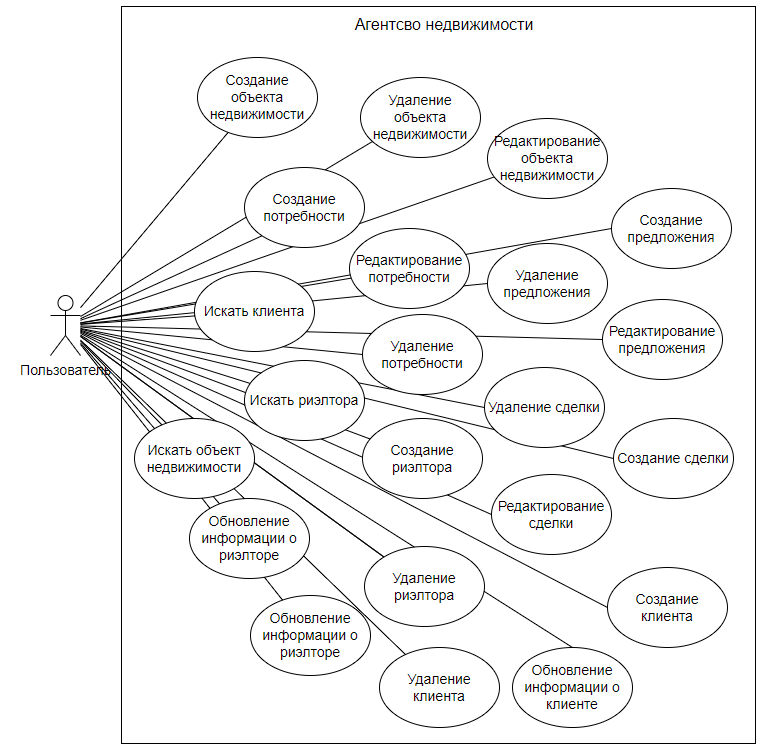 Агентсво недвижимости
Создание
объекта
недвижимости
Удаление
объекта
недвижимости
Редактирование
объекта
недвижимости
Создание
потребности
Создание
предложения
Редактирование
потребности
Удаление
предложения
Искать клиента
Редактирование
предложения
Удаление
потребности
Пользователь
Искать риэлтора
Удаление сделки
Искать объект
недвижимости
Создание
риэлтора
Создание сделки
Редактирование
сделки
Обновление
информации о
риэлторе
Удаление
риэлтора
Создание
клиента
Обновление
информации о
риэлторе
Удаление
клиента
Обновление
информации о
клиенте